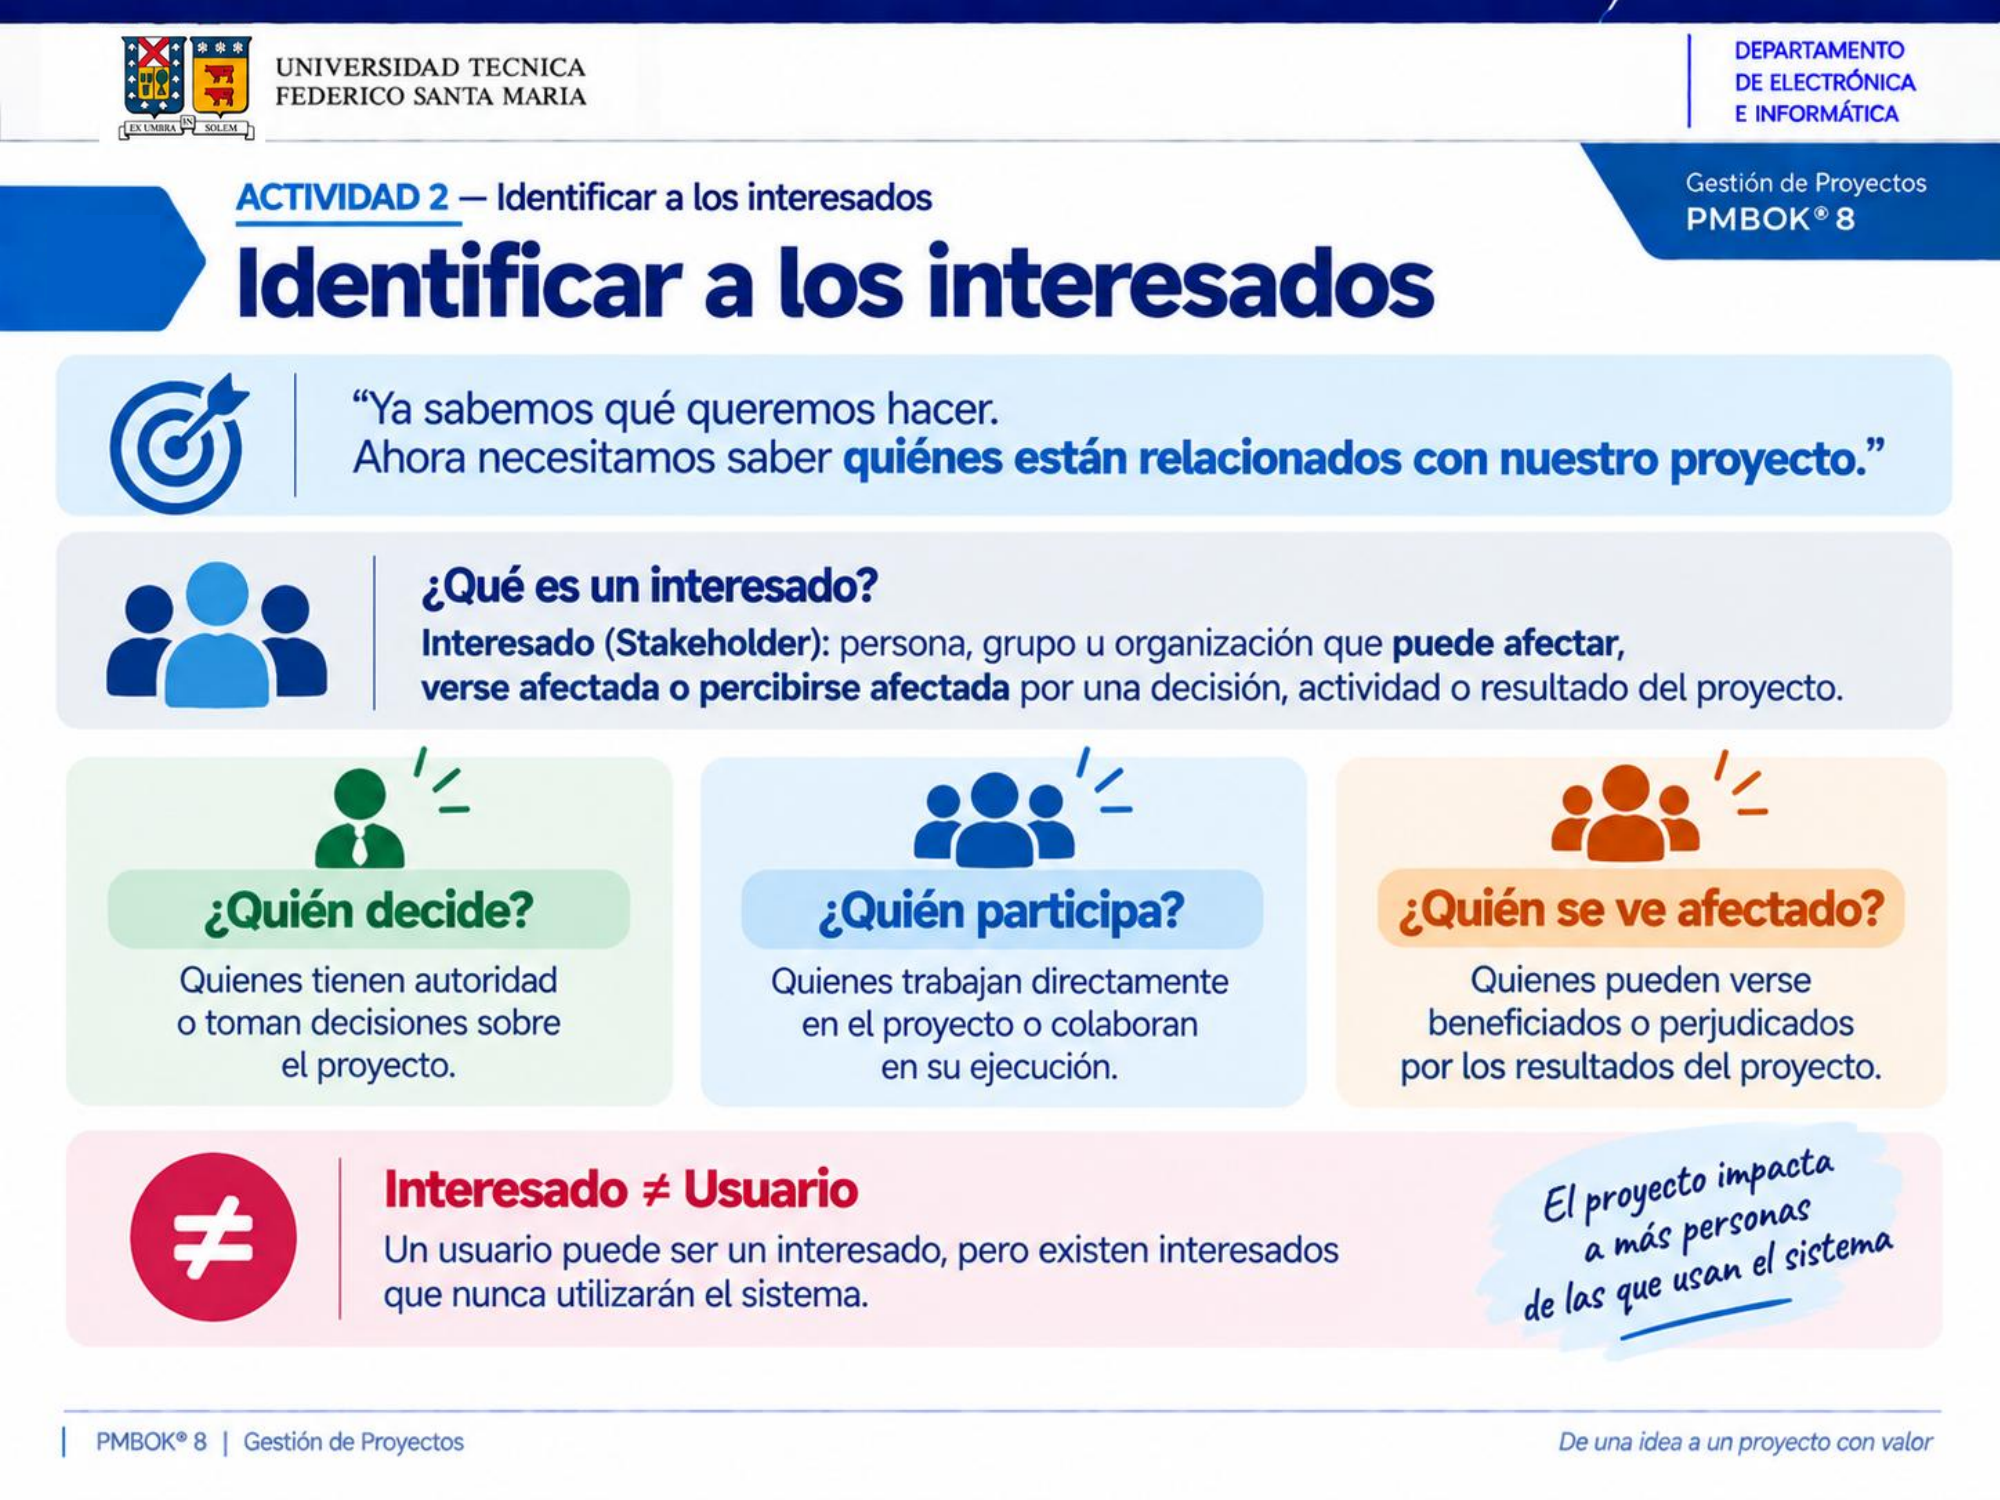 UNIVERSIDAD TECNICA
FEDERICO SANTA MARIA
EX UMBRA IN SOLEM
DEPARTAMENTO
DE ELECTRÓNICA
E INFORMÁTICA
Gestión de Proyectos
PMBOK® 8
ACTIVIDAD 2 — Identificar a los interesados
Identificar a los interesados
“Ya sabemos qué queremos hacer.
Ahora necesitamos saber quiénes están relacionados con nuestro proyecto.”
¿Qué es un interesado?
Interesado (Stakeholder): persona, grupo u organización que puede afectar,
verse afectada o percibirse afectada por una decisión, actividad o resultado del proyecto.
¿Quién decide?
Quienes tienen autoridad
o toman decisiones sobre
el proyecto.
¿Quién participa?
Quienes trabajan directamente
en el proyecto o colaboran
en su ejecución.
¿Quién se ve afectado?
Quienes pueden verse
beneficiados o perjudicados
por los resultados del proyecto.
≠
Interesado ≠ Usuario
Un usuario puede ser un interesado, pero existen interesados
que nunca utilizarán el sistema.
El proyecto impacta
a más personas
de las que usan el sistema
PMBOK® 8 | Gestión de Proyectos
De una idea a un proyecto con valor